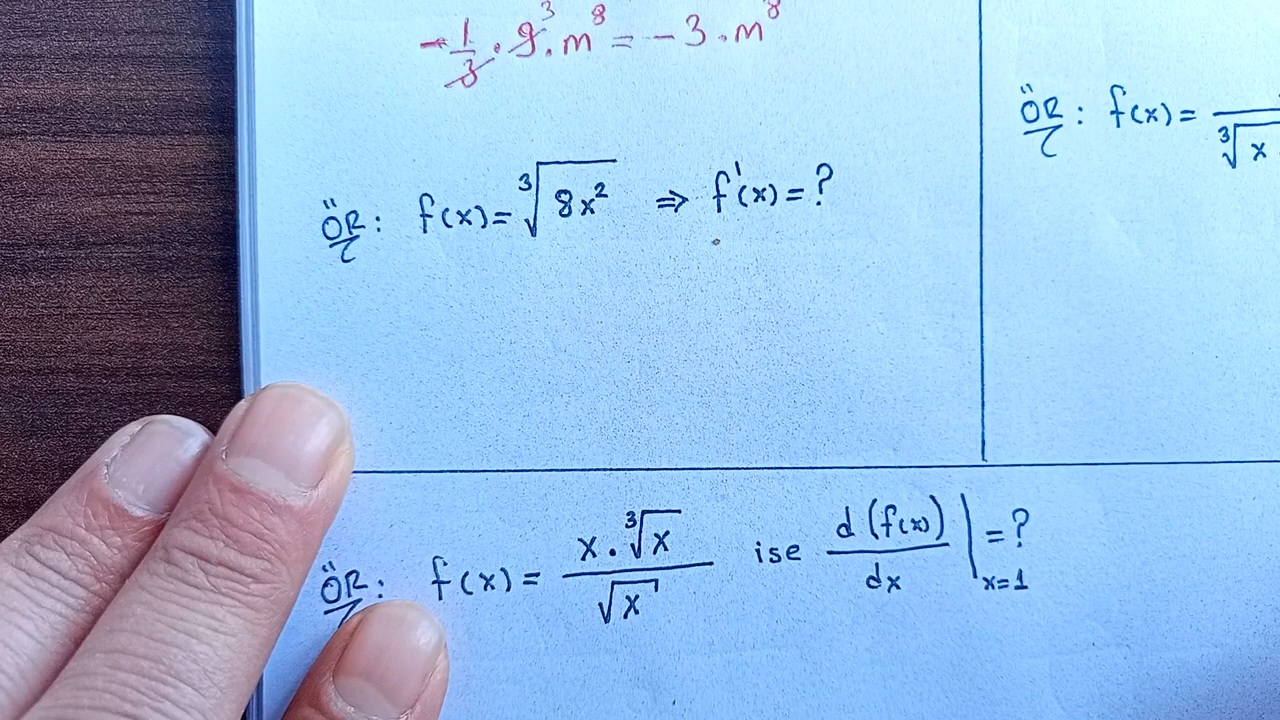 -1/3 · 9³ · m⁸ = -3 · m⁸
ÖR: f(x) = ∛(8x²) ⇒ f'(x) = ?
ÖR: f(x) = (x · ∛x) / √x ise d(f(x))/dx |x=1 = ?
ÖR: f(x) = ∛x